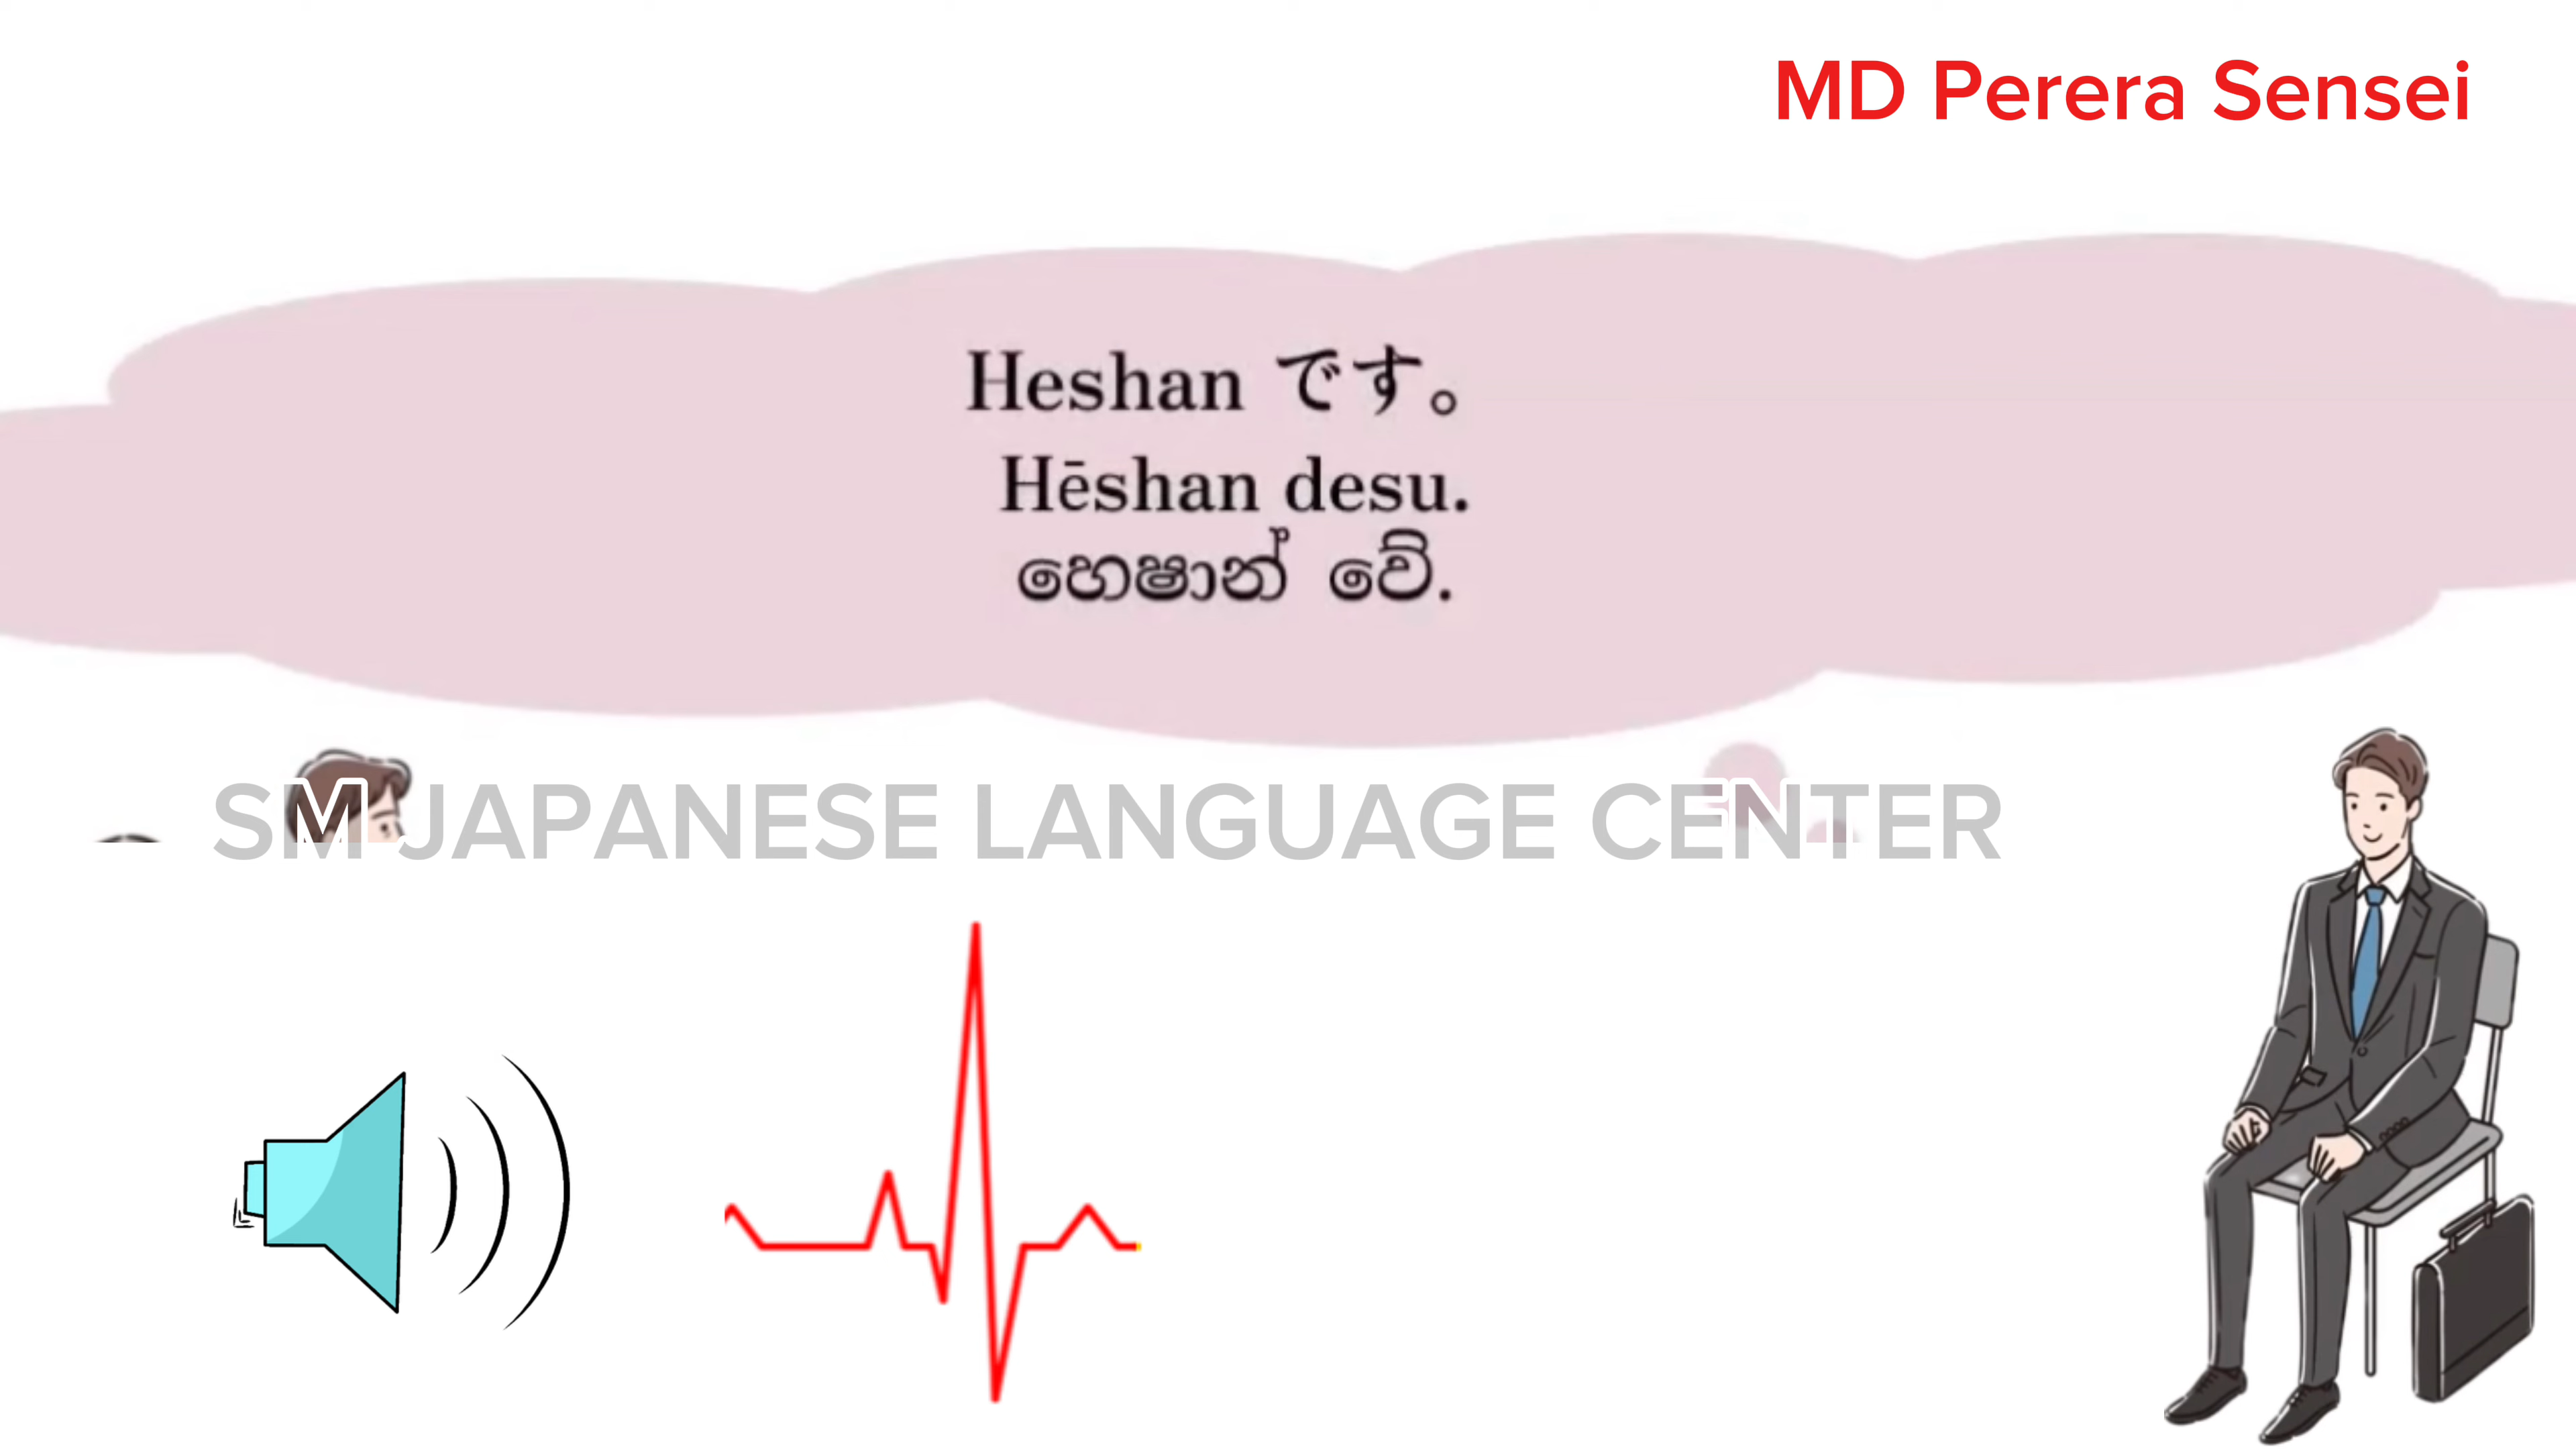 MD Perera Sensei
Heshan です。
Hēshan desu.
හෙෂාන් වේ.
SM JAPANESE LANGUAGE CENTER